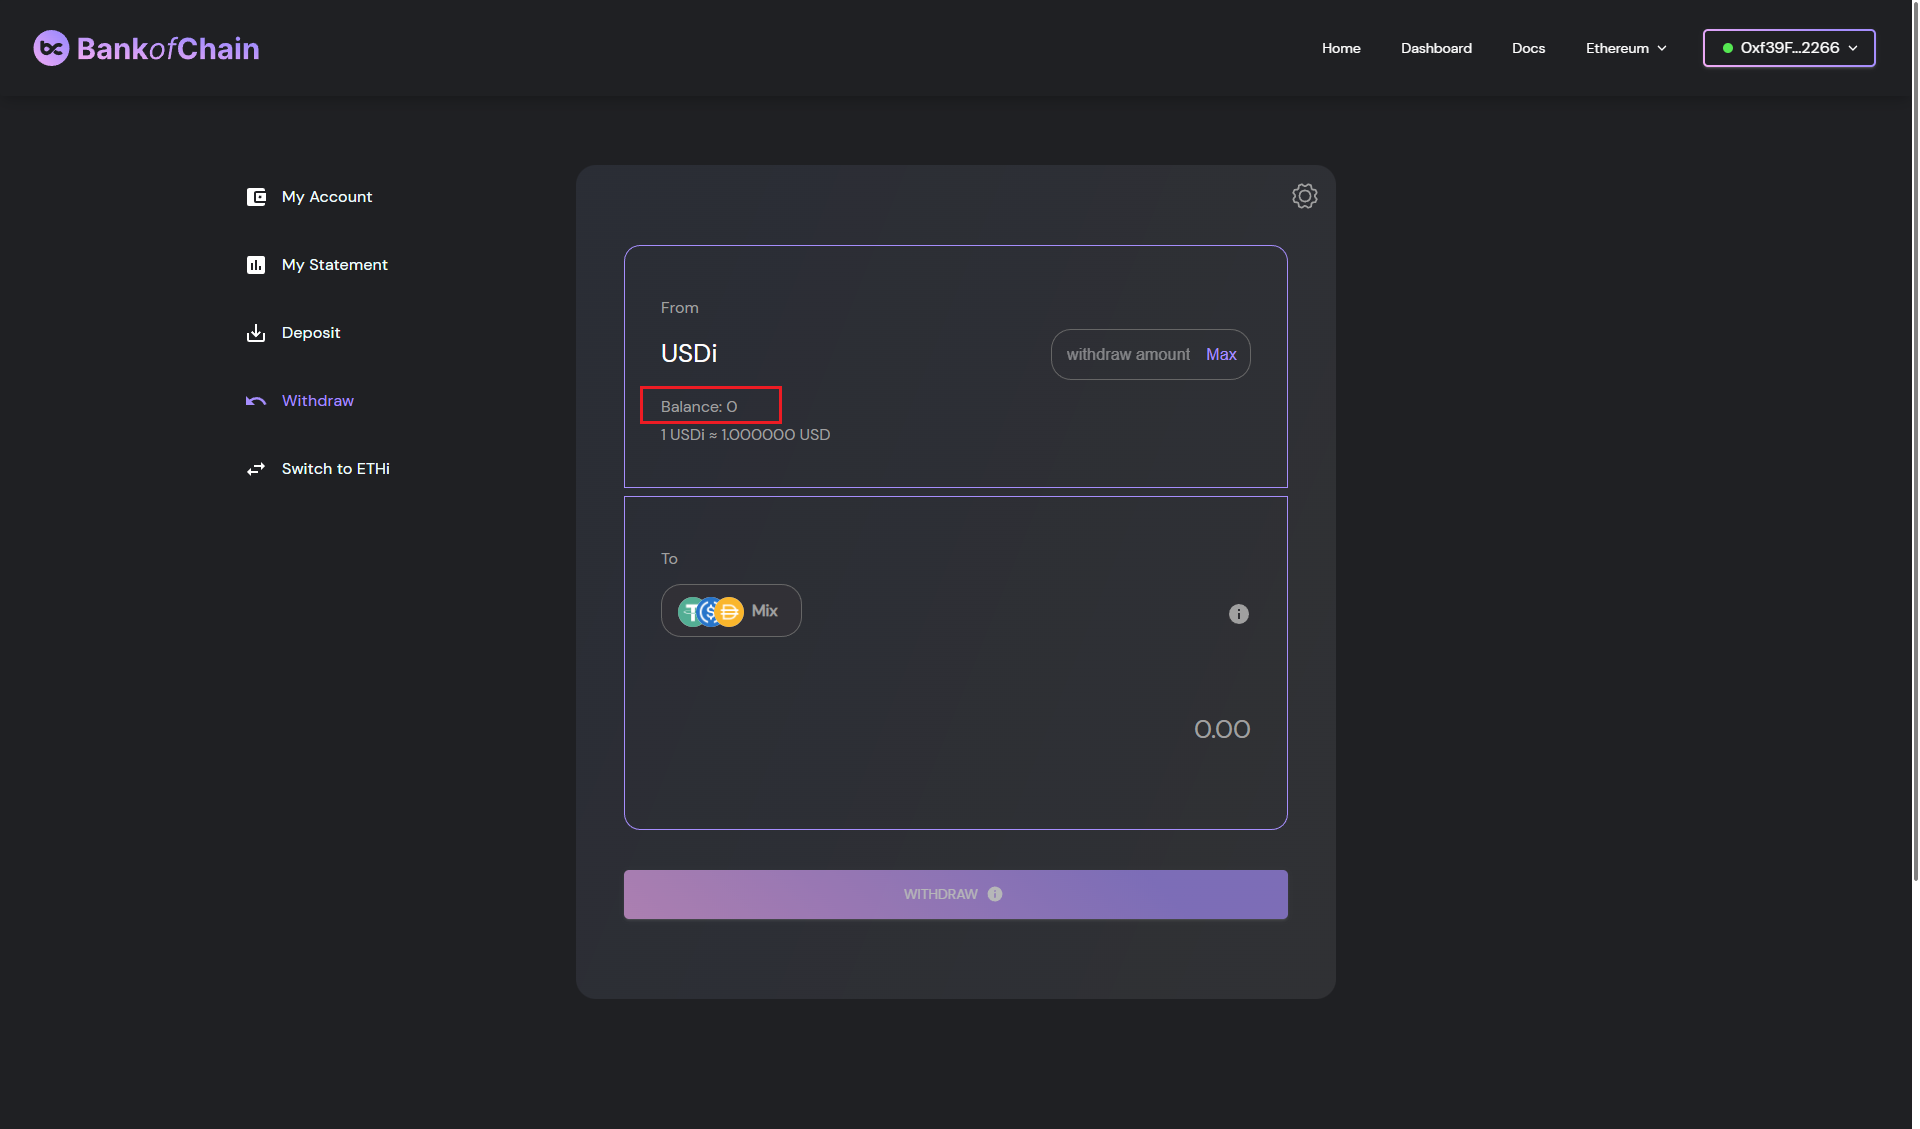 BankofChain
Home
Dashboard
Docs
Ethereum
0xf39F...2266
My Account
My Statement
Deposit
Withdraw
Switch to ETHi
From
USDi
withdraw amount Max
Balance: 0
1 USDi ≈ 1.000000 USD
To
Mix
0.00
WITHDRAW